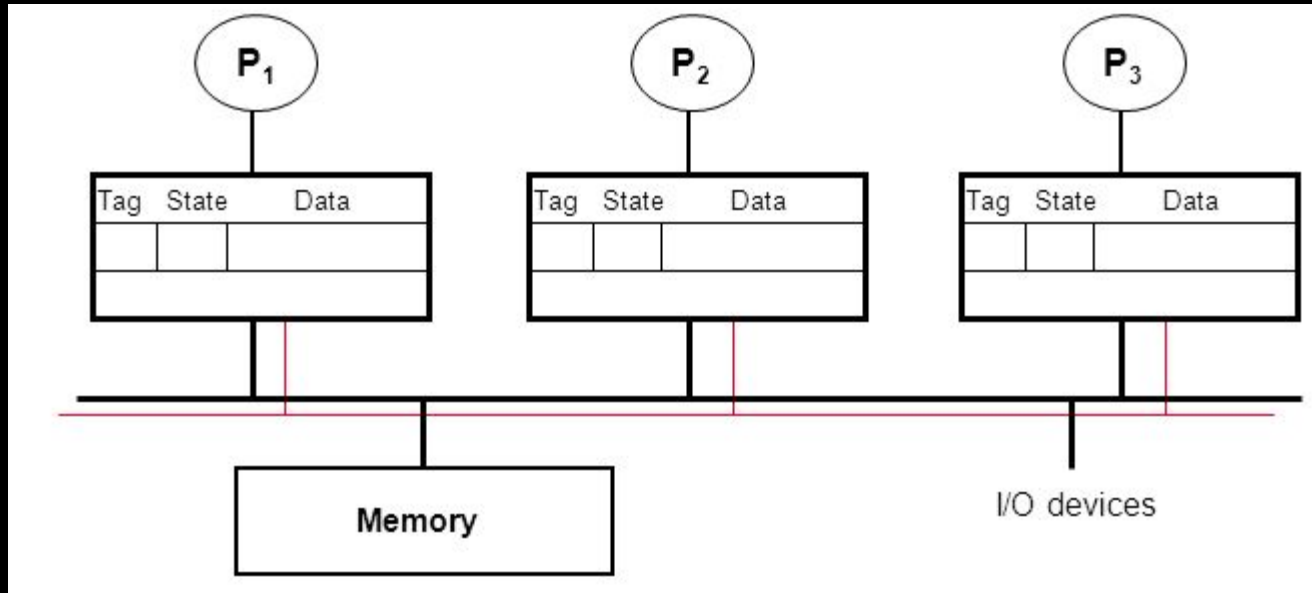 P₁ P₂ P₃
Tag State Data Tag State Data Tag State Data
Memory
I/O devices